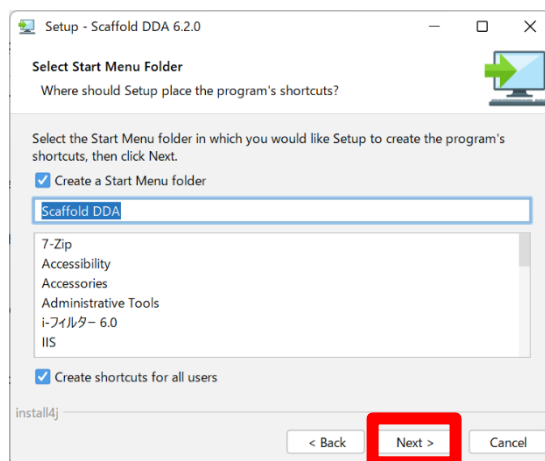 Setup - Scaffold DDA 6.2.0
Select Start Menu Folder
Where should Setup place the program's shortcuts?
Select the Start Menu folder in which you would like Setup to create the program's
shortcuts, then click Next.
Create a Start Menu folder
Scaffold DDA
7-Zip
Accessibility
Accessories
Administrative Tools
i-フィルター 6.0
IIS
Create shortcuts for all users
install4j
< Back
Next >
Cancel